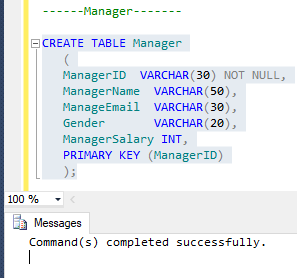 ------Manager-------
CREATE TABLE Manager
(
ManagerID VARCHAR(30) NOT NULL,
ManagerName VARCHAR(50),
ManageEmail VARCHAR(30),
Gender VARCHAR(20),
ManagerSalary INT,
PRIMARY KEY (ManagerID)
);
100 %
Messages
Command(s) completed successfully.